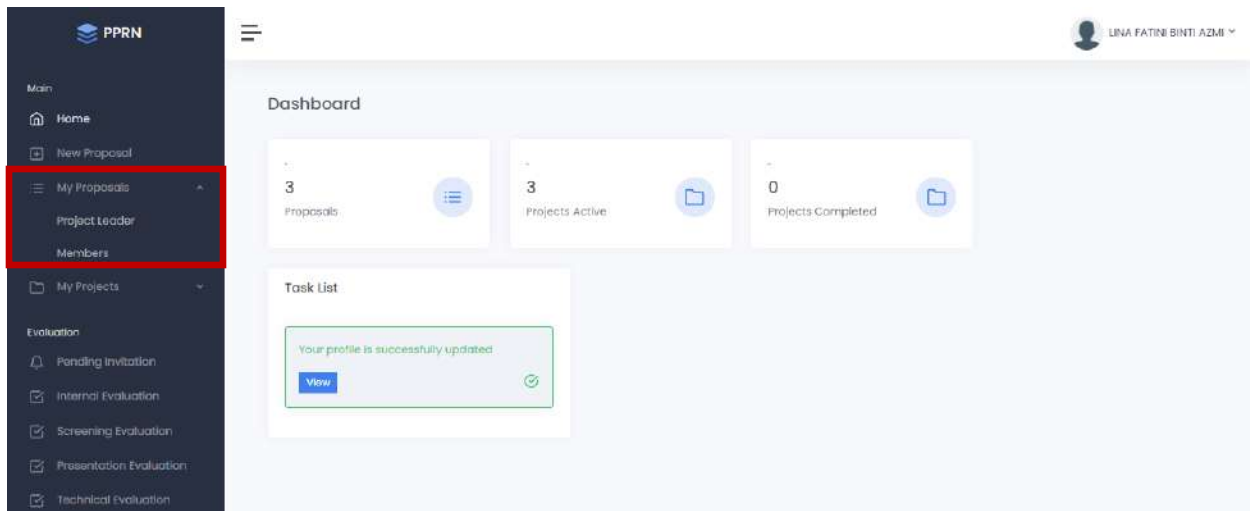 PPRN
LINA FATINI BINTI AZMI
Main
Home
New Proposal
My Proposals
Project Leader
Members
My Projects
Evaluation
Pending Invitation
Internal Evaluation
Screening Evaluation
Presentation Evaluation
Technical Evaluation
Dashboard
-
3
Proposals
-
3
Projects Active
-
0
Projects Completed
Task List
Your profile is successfully updated
View